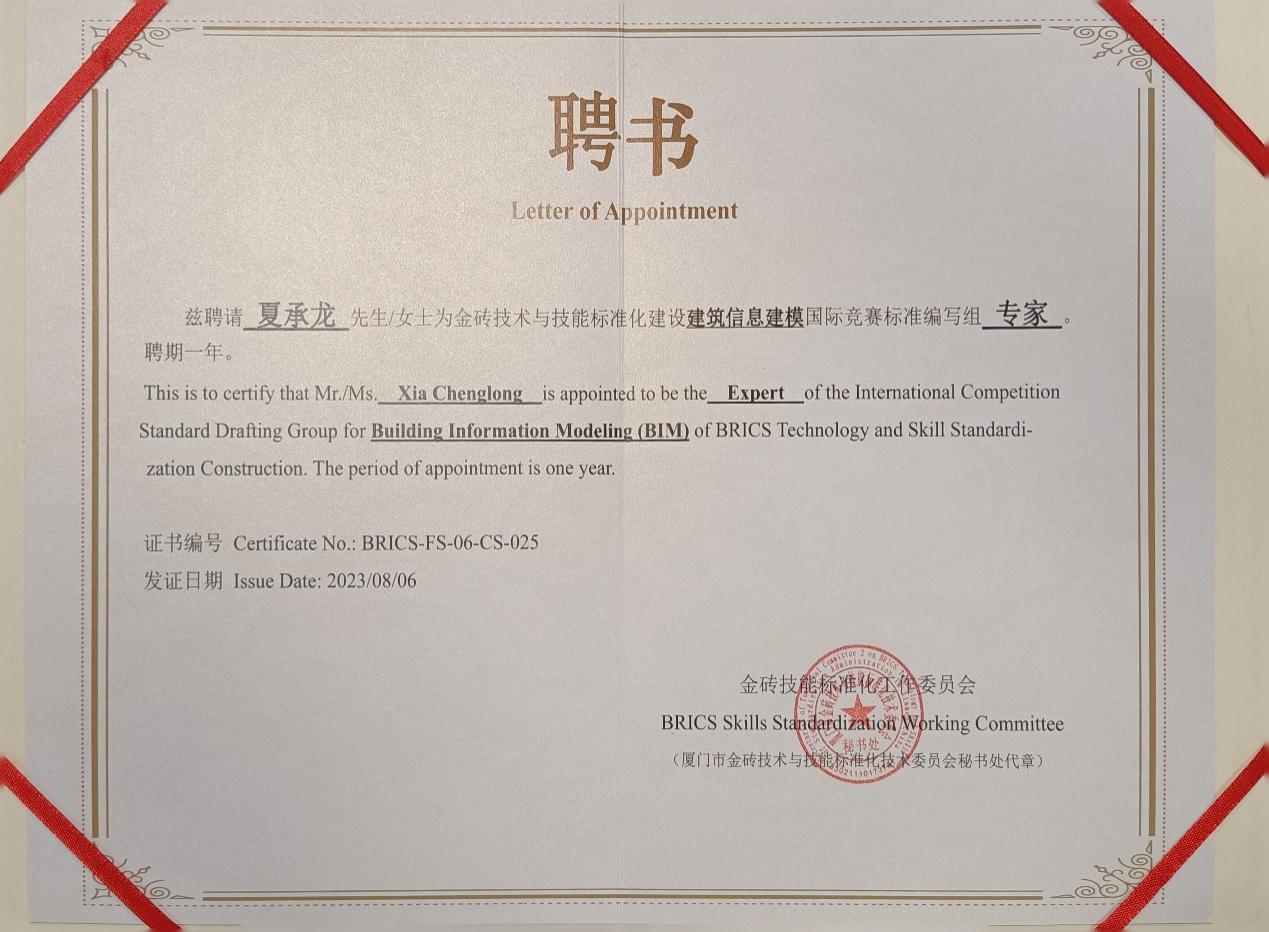 聘书
Letter of Appointment
兹聘请 夏承龙 先生/女士为金砖技术与技能标准化建设建筑信息建模国际竞赛标准编写组 专家 。
聘期一年。
This is to certify that Mr./Ms. Xia Chenglong is appointed to be the Expert of the International Competition
Standard Drafting Group for Building Information Modeling (BIM) of BRICS Technology and Skill Standardi-
zation Construction. The period of appointment is one year.
证书编号 Certificate No.: BRICS-FS-06-CS-025
发证日期 Issue Date: 2023/08/06
金砖技能标准化工作委员会
BRICS Skills Standardization Working Committee
（厦门市金砖技术与技能标准化技术委员会秘书处代章）
秘书处